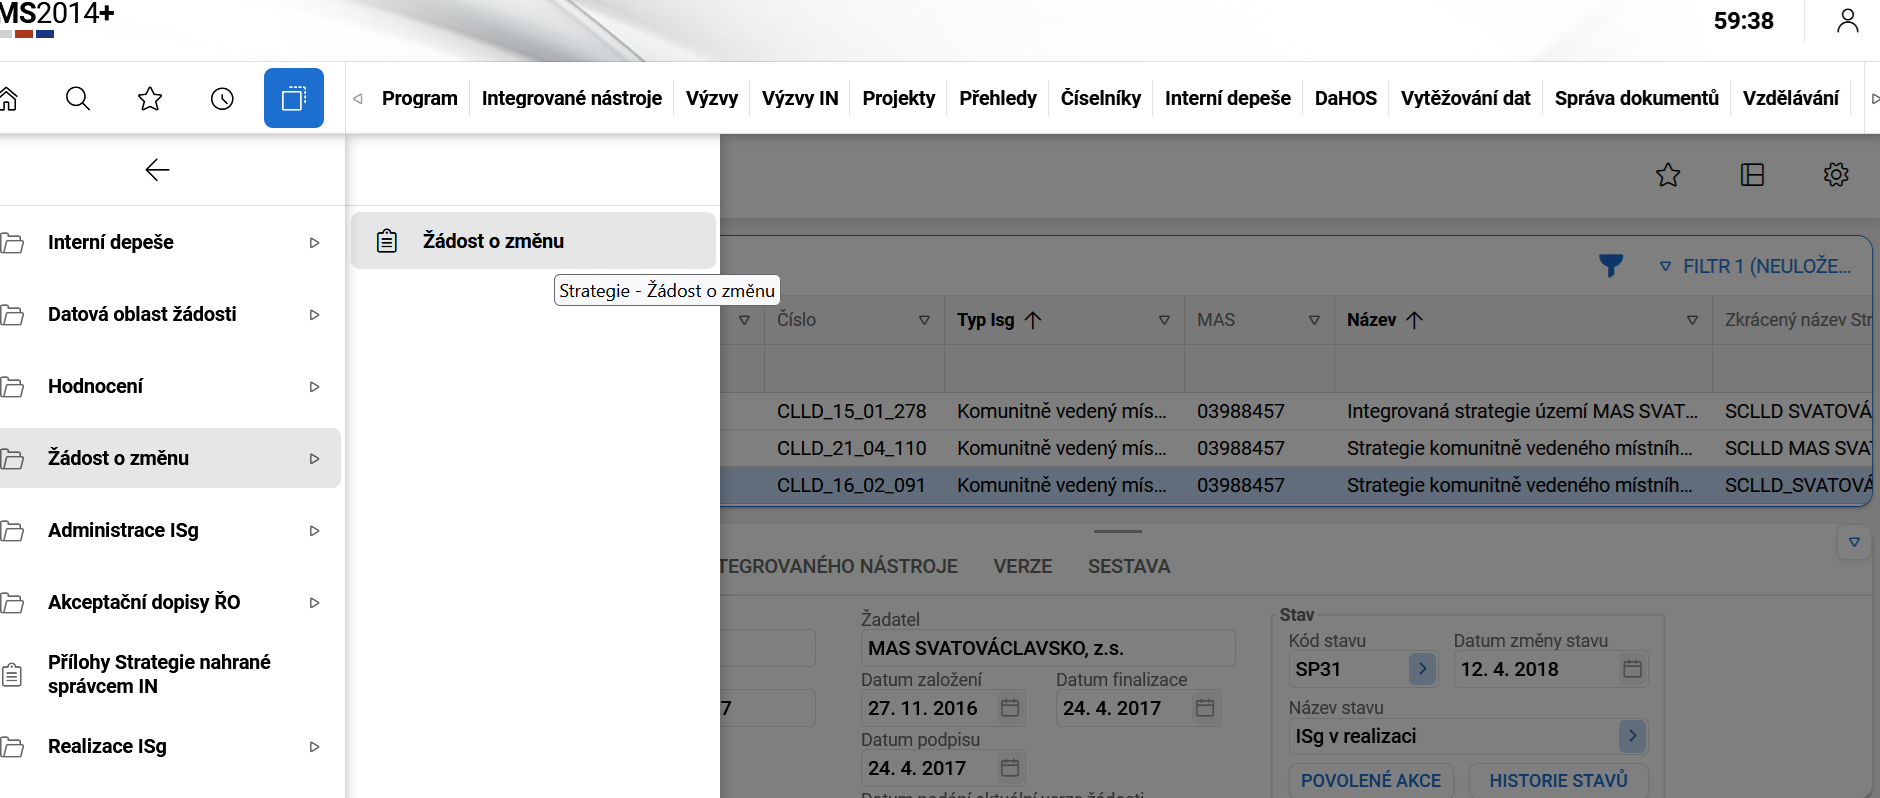 MS2014+
59:38
Program
Integrované nástroje
Výzvy
Výzvy IN
Projekty
Přehledy
Číselníky
Interní depeše
DaHOS
Vytěžování dat
Správa dokumentů
Vzdělávání
Interní depeše
Datová oblast žádosti
Hodnocení
Žádost o změnu
Administrace ISg
Akceptační dopisy ŘO
Přílohy Strategie nahrané
správcem IN
Realizace ISg
Žádost o změnu
Strategie - Žádost o změnu
FILTR 1 (NEULOŽE...
Číslo
Typ Isg
MAS
Název
Zkrácený název Str
CLLD_15_01_278 Komunitně vedený mís... 03988457 Integrovaná strategie území MAS SVAT... SCLLD SVATOVÁ
CLLD_21_04_110 Komunitně vedený mís... 03988457 Strategie komunitně vedeného místníh... SCLLD MAS SVA
CLLD_16_02_091 Komunitně vedený mís... 03988457 Strategie komunitně vedeného místníh... SCLLD_SVATOVÁ
TEGROVANÉHO NÁSTROJE
VERZE
SESTAVA
7
Žadatel
MAS SVATOVÁCLAVSKO, z.s.
Datum založení
27. 11. 2016
Datum finalizace
24. 4. 2017
Datum podpisu
24. 4. 2017
Datum podání aktuální verze žádosti
Stav
Kód stavu
SP31
Datum změny stavu
12. 4. 2018
Název stavu
ISg v realizaci
POVOLENÉ AKCE
HISTORIE STAVŮ